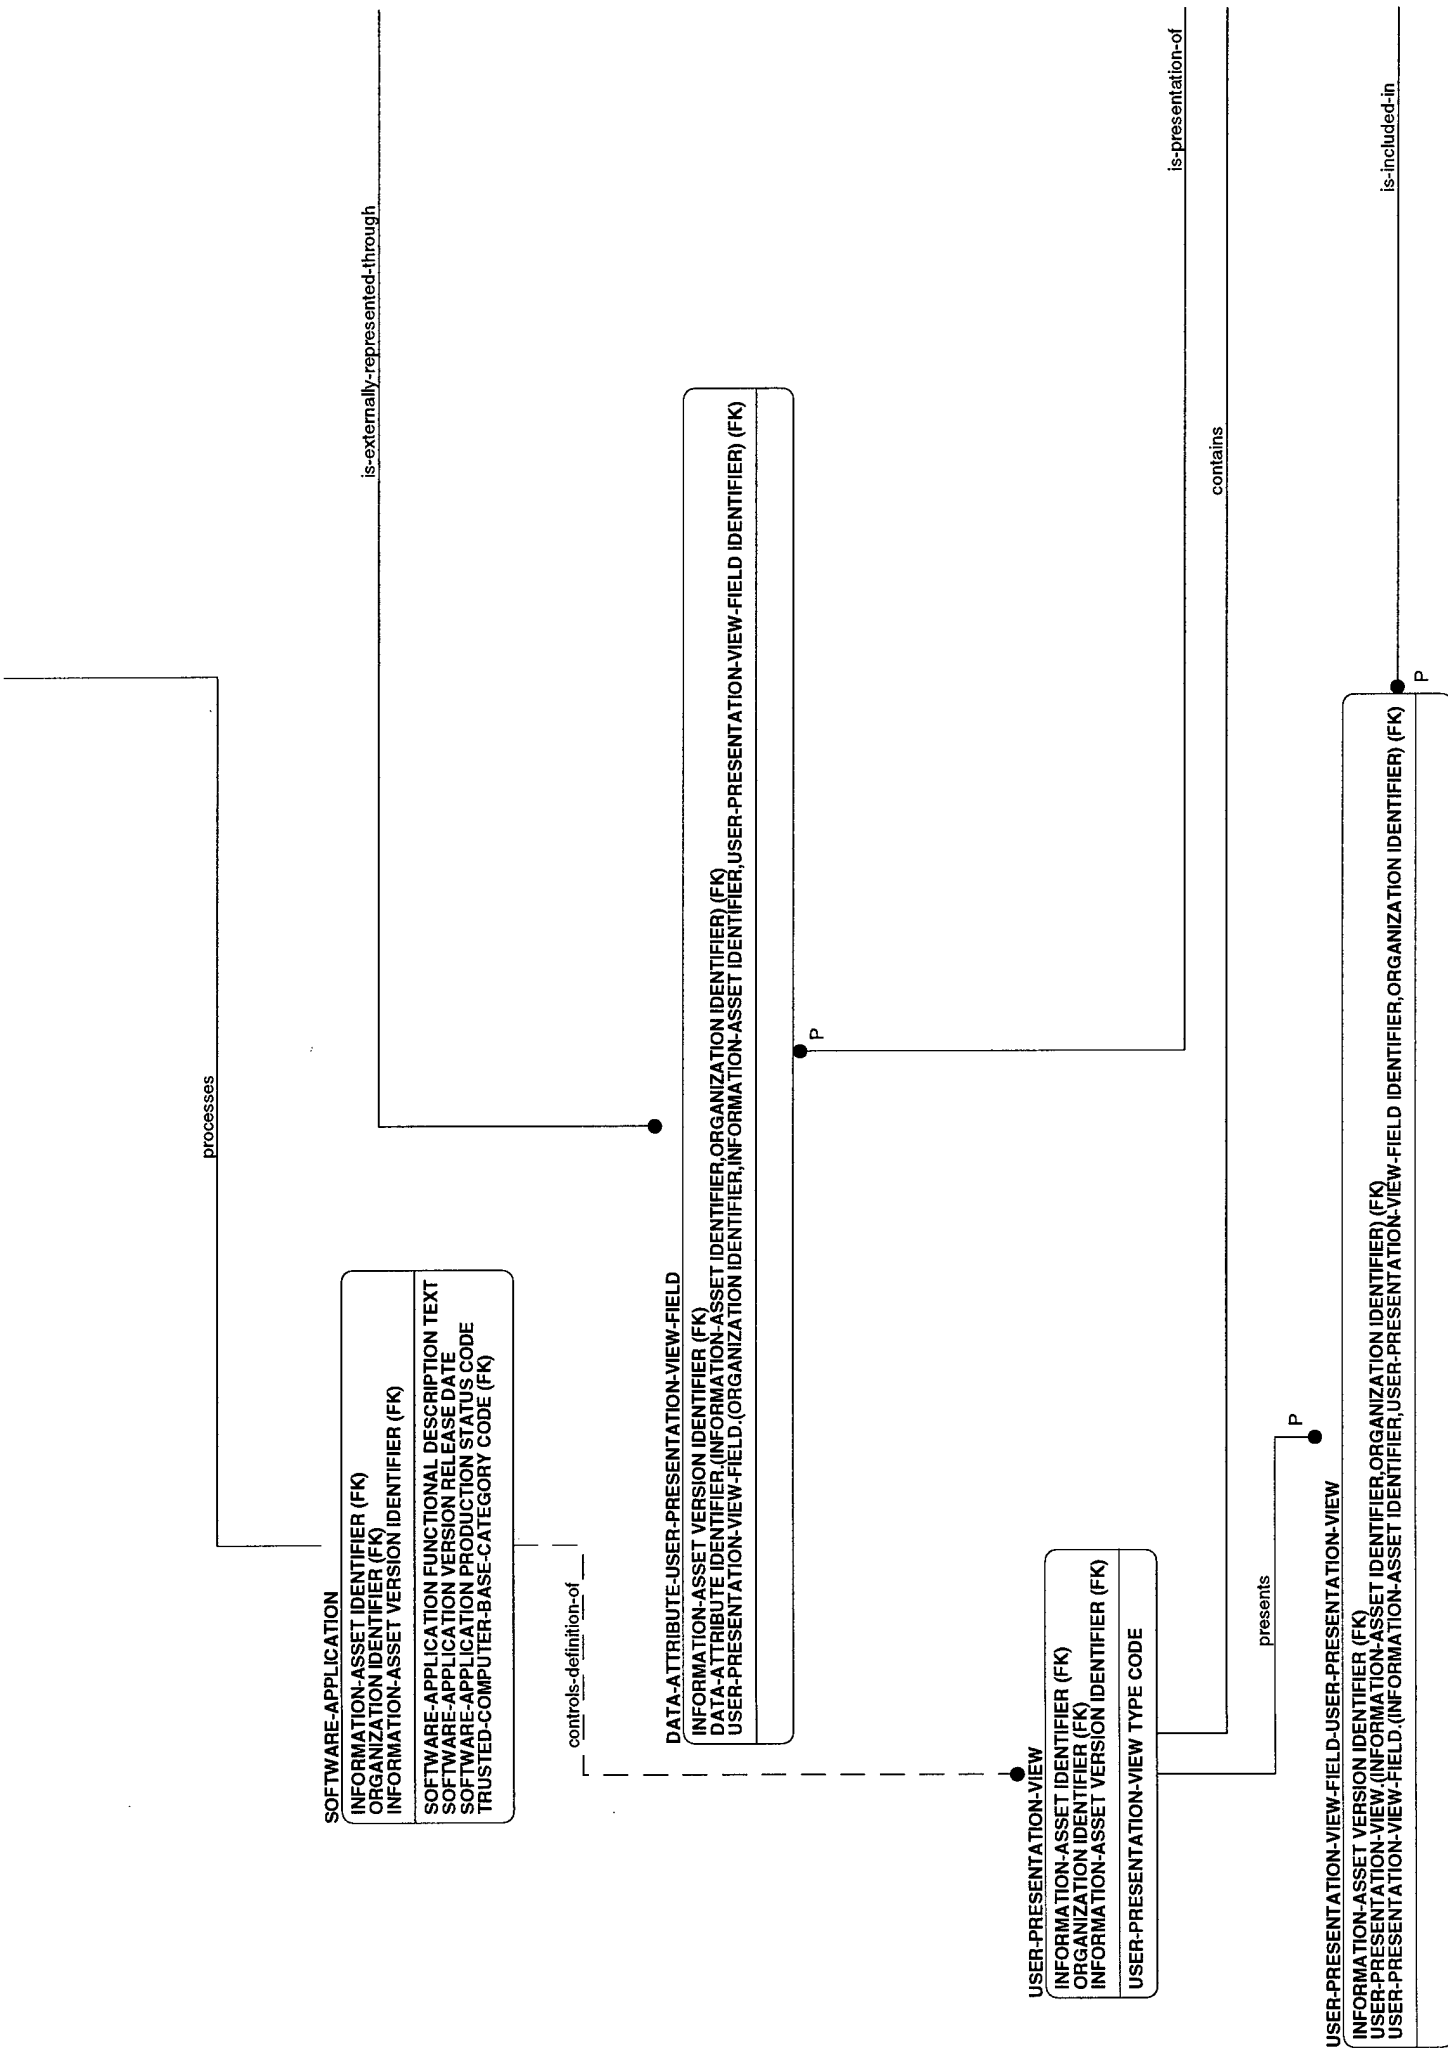 processes
SOFTWARE-APPLICATION
INFORMATION-ASSET IDENTIFIER (FK)
ORGANIZATION IDENTIFIER (FK)
INFORMATION-ASSET VERSION IDENTIFIER (FK)
SOFTWARE-APPLICATION FUNCTIONAL DESCRIPTION TEXT
SOFTWARE-APPLICATION VERSION RELEASE DATE
SOFTWARE-APPLICATION PRODUCTION STATUS CODE
TRUSTED-COMPUTER-BASE-CATEGORY CODE (FK)
is-externally-represented-through
controls-definition-of
DATA-ATTRIBUTE-USER-PRESENTATION-VIEW-FIELD
INFORMATION-ASSET VERSION IDENTIFIER (FK)
DATA-ATTRIBUTE IDENTIFIER.(INFORMATION-ASSET IDENTIFIER,ORGANIZATION IDENTIFIER) (FK)
USER-PRESENTATION-VIEW-FIELD.(ORGANIZATION IDENTIFIER,INFORMATION-ASSET IDENTIFIER,USER-PRESENTATION-VIEW-FIELD IDENTIFIER) (FK)
P
USER-PRESENTATION-VIEW
INFORMATION-ASSET IDENTIFIER (FK)
ORGANIZATION IDENTIFIER (FK)
INFORMATION-ASSET VERSION IDENTIFIER (FK)
USER-PRESENTATION-VIEW TYPE CODE
is-presentation-of
contains
presents
P
USER-PRESENTATION-VIEW-FIELD-USER-PRESENTATION-VIEW
INFORMATION-ASSET VERSION IDENTIFIER (FK)
USER-PRESENTATION-VIEW.(INFORMATION-ASSET IDENTIFIER,ORGANIZATION IDENTIFIER) (FK)
USER-PRESENTATION-VIEW-FIELD.(INFORMATION-ASSET IDENTIFIER,USER-PRESENTATION-VIEW-FIELD IDENTIFIER,ORGANIZATION IDENTIFIER) (FK)
is-included-in
P